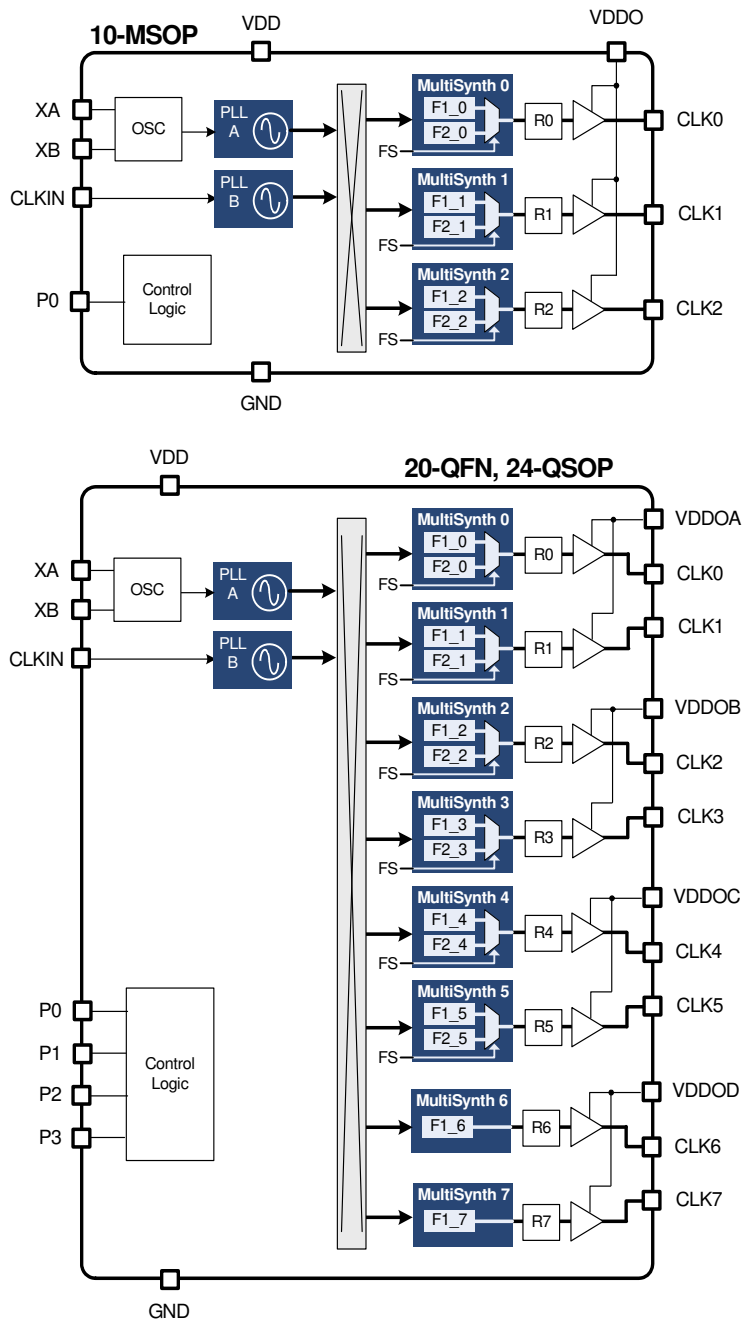 10-MSOP
VDD
VDDO
XA
XB
CLKIN
P0
OSC
PLL
A
PLL
B
Control
Logic
MultiSynth 0
F1_0
F2_0
FS
R0
CLK0
MultiSynth 1
F1_1
F2_1
FS
R1
CLK1
MultiSynth 2
F1_2
F2_2
FS
R2
CLK2
GND
20-QFN, 24-QSOP
VDD
XA
XB
CLKIN
OSC
PLL
A
PLL
B
MultiSynth 0
F1_0
F2_0
FS
R0
VDDOA
CLK0
MultiSynth 1
F1_1
F2_1
FS
R1
CLK1
MultiSynth 2
F1_2
F2_2
FS
R2
VDDOB
CLK2
MultiSynth 3
F1_3
F2_3
FS
R3
CLK3
MultiSynth 4
F1_4
F2_4
FS
R4
VDDOC
CLK4
MultiSynth 5
F1_5
F2_5
FS
R5
CLK5
P0
P1
P2
P3
Control
Logic
MultiSynth 6
F1_6
R6
VDDOD
CLK6
MultiSynth 7
F1_7
R7
CLK7
GND